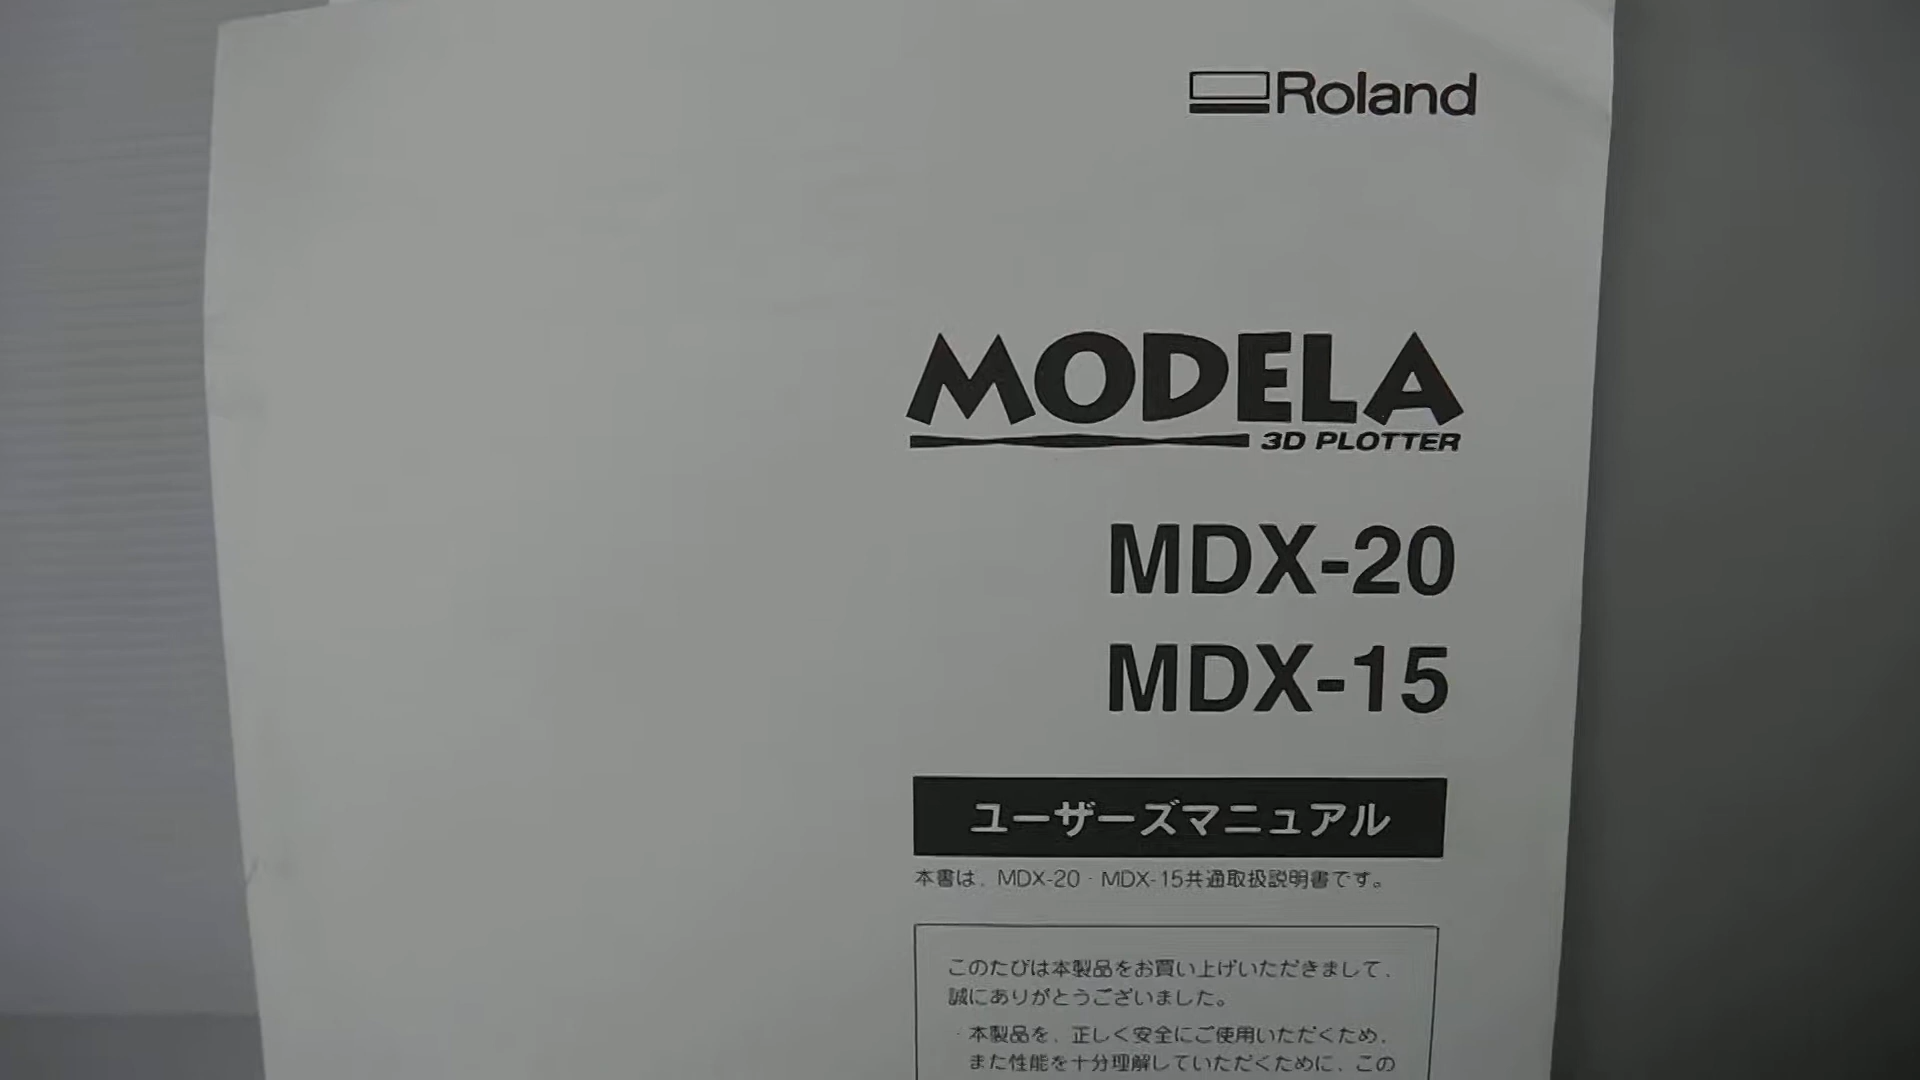 Roland
MODELA
3D PLOTTER
MDX-20
MDX-15
ユーザーズマニュアル
本書は、MDX-20・MDX-15共通取扱説明書です。
このたびは本製品をお買い上げいただきまして、
誠にありがとうございました。
・本製品を、正しく安全にご使用いただくため、
また性能を十分理解していただくために、この